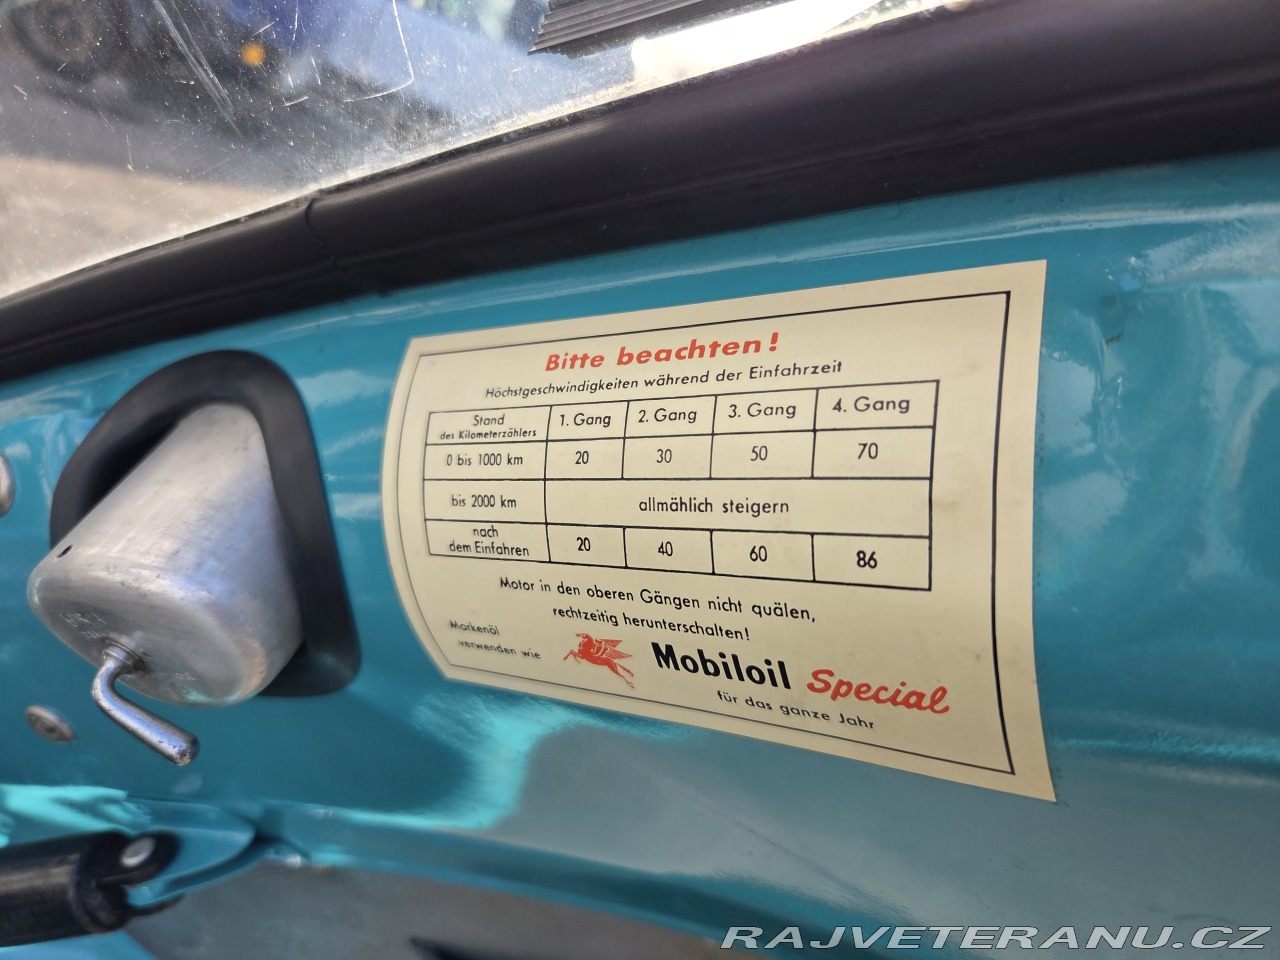 Bitte beachten!
Höchstgeschwindigkeiten während der Einfahrzeit
Stand des Kilometerzählers 1. Gang 2. Gang 3. Gang 4. Gang
0 bis 1000 km 20 30 50 70
bis 2000 km allmählich steigern
nach dem Einfahren 20 40 60 86
Motor in den oberen Gängen nicht quälen,
rechtzeitig herunterschalten!
Markenöl
verwenden wie
Mobiloil Special
für das ganze Jahr
RAJVETERANU.CZ